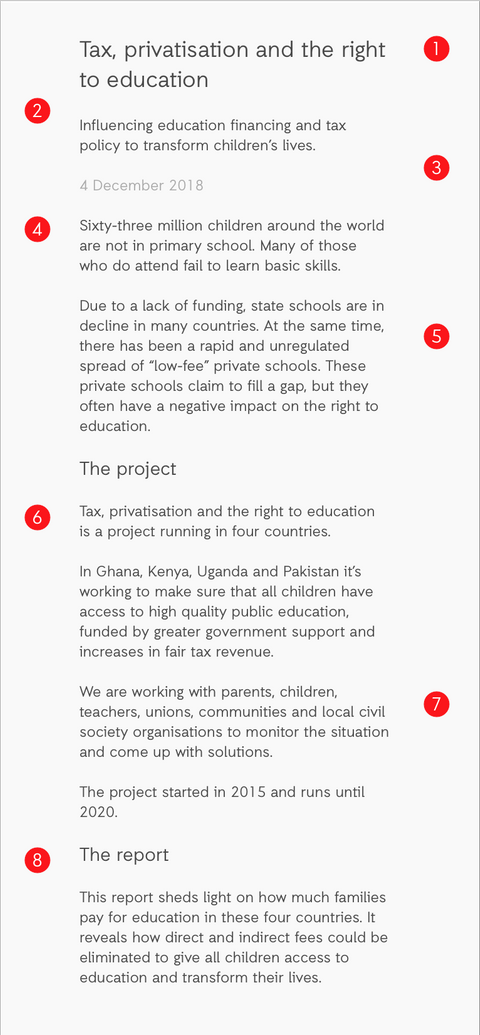 Tax, privatisation and the right
1
to education
2
Influencing education financing and tax
policy to transform children's lives.
3
4 December 2018
4
Sixty-three million children around the world
are not in primary school. Many of those
who do attend fail to learn basic skills.
Due to a lack of funding, state schools are in
decline in many countries. At the same time,
5
there has been a rapid and unregulated
spread of “low-fee” private schools. These
private schools claim to fill a gap, but they
often have a negative impact on the right to
education.
The project
6
Tax, privatisation and the right to education
is a project running in four countries.
In Ghana, Kenya, Uganda and Pakistan it's
working to make sure that all children have
access to high quality public education,
funded by greater government support and
increases in fair tax revenue.
We are working with parents, children,
7
teachers, unions, communities and local civil
society organisations to monitor the situation
and come up with solutions.
The project started in 2015 and runs until
2020.
8
The report
This report sheds light on how much families
pay for education in these four countries. It
reveals how direct and indirect fees could be
eliminated to give all children access to
education and transform their lives.